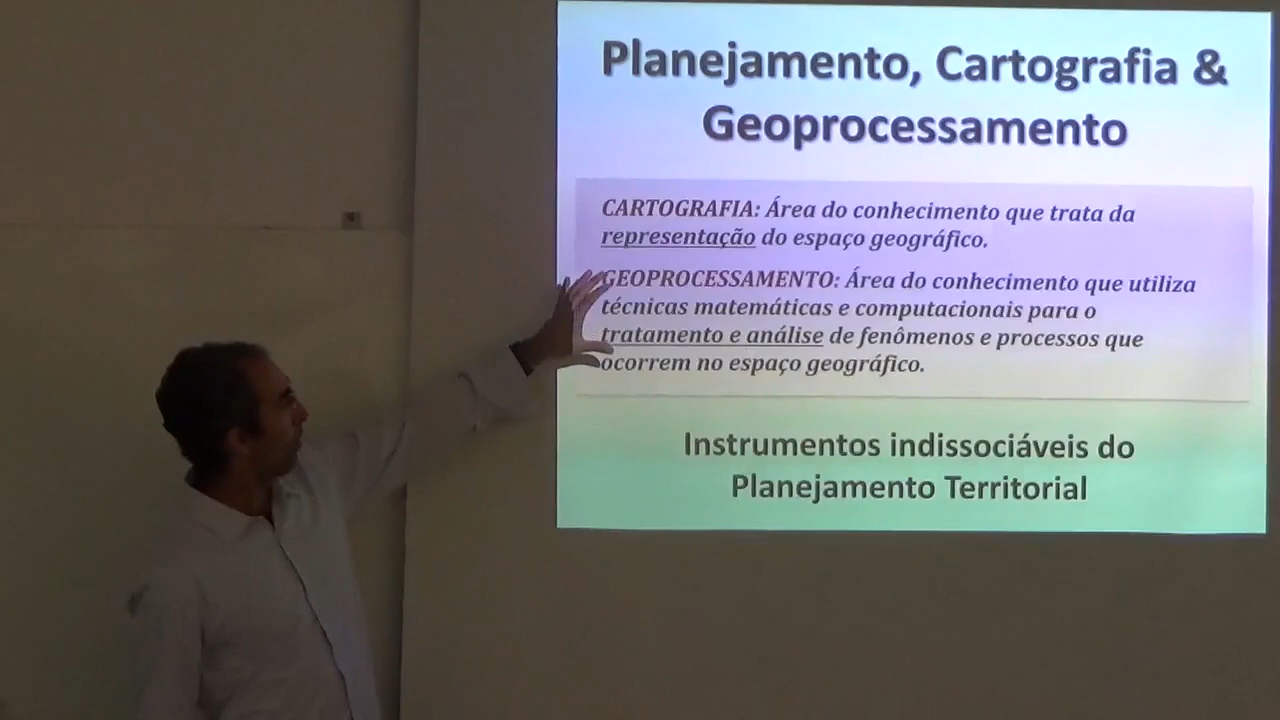 Planejamento, Cartografia &
Geoprocessamento
CARTOGRAFIA: Área do conhecimento que trata da
representação do espaço geográfico.
GEOPROCESSAMENTO: Área do conhecimento que utiliza
técnicas matemáticas e computacionais para o
tratamento e análise de fenômenos e processos que
ocorrem no espaço geográfico.
Instrumentos indissociáveis do
Planejamento Territorial